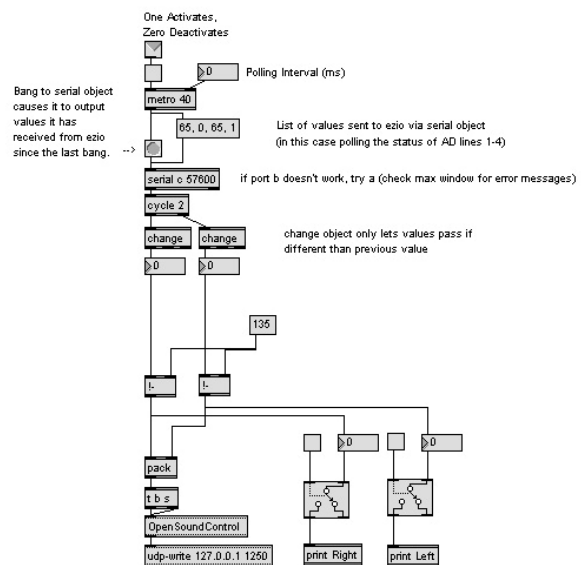 One Activates,
Zero Deactivates
0
Polling Interval (ms)
metro 40
Bang to serial object
causes it to output
values it has
received from ezio
since the last bang. -->
65, 0, 65, 1
List of values sent to ezio via serial object
(in this case polling the status of AD lines 1-4)
serial c 57600
if port b doesn't work, try a (check max window for error messages)
cycle 2
change
change
change object only lets values pass if
different than previous value
0
0
135
!-
!-
0
0
pack
t b s
OpenSoundControl
udp-write 127.0.0.1 1250
print Right
print Left